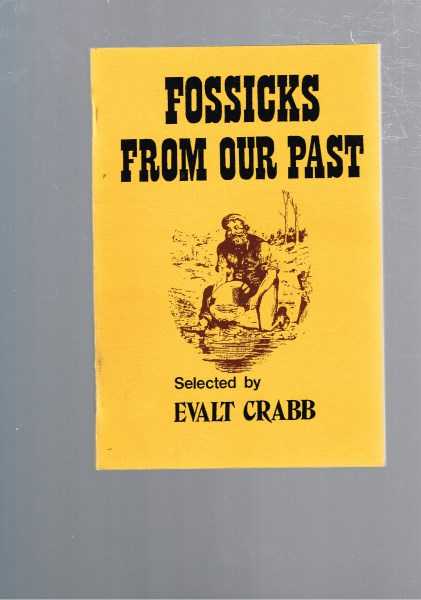 FOSSICKS
FROM OUR PAST
Selected by
EVALT CRABB